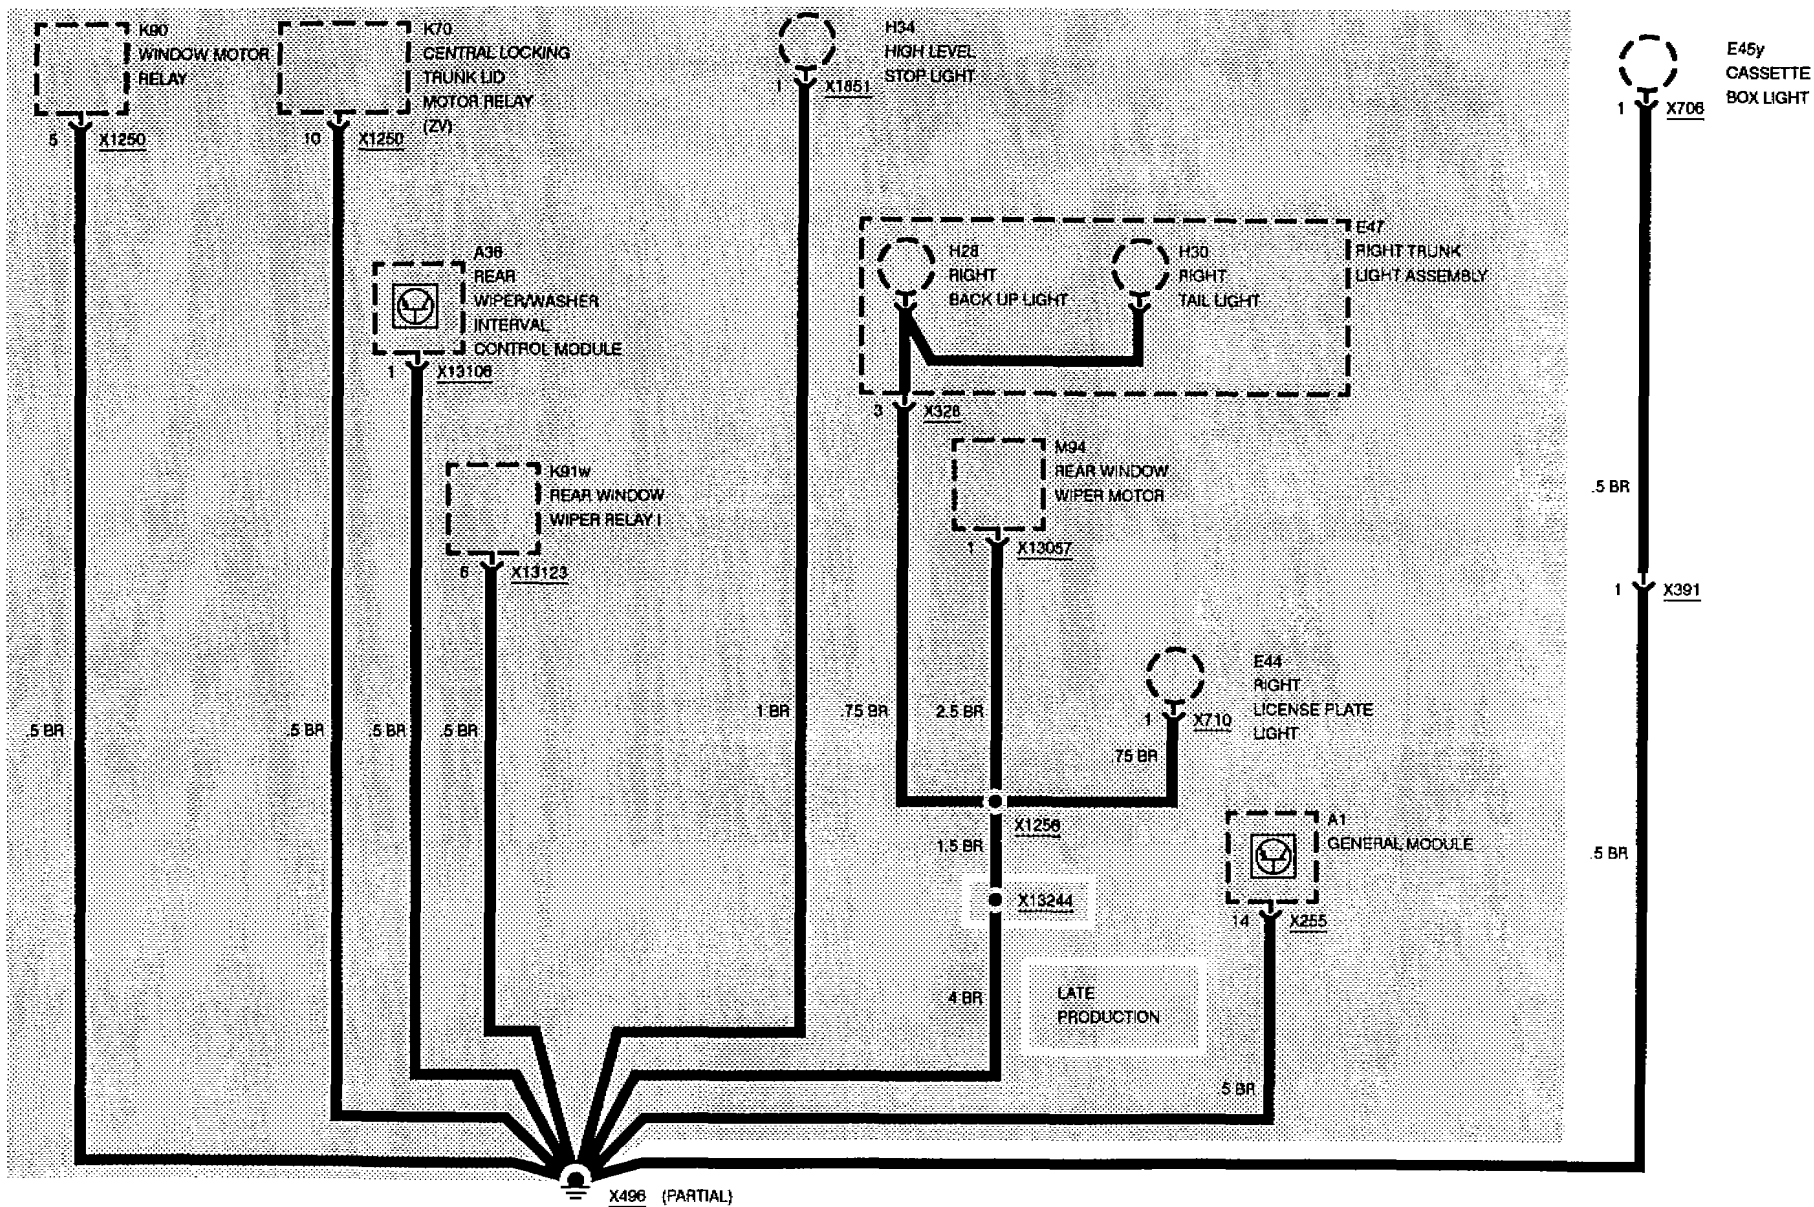 K90
WINDOW MOTOR
RELAY
5 X1250
K70
CENTRAL LOCKING
TRUNK LID
MOTOR RELAY
(ZV)
10 X1250
H34
HIGH LEVEL
STOP LIGHT
1 X1851
E45y
CASSETTE
BOX LIGHT
1 X706
A36
REAR
WIPER/WASHER
INTERVAL
CONTROL MODULE
1 X13106
E47
RIGHT TRUNK
LIGHT ASSEMBLY
H28
RIGHT
BACK UP LIGHT
H30
RIGHT
TAIL LIGHT
3 X328
K91w
REAR WINDOW
WIPER RELAY I
6 X13123
M94
REAR WINDOW
WIPER MOTOR
1 X13057
.5 BR
1 X391
E44
RIGHT
LICENSE PLATE
LIGHT
1 X710
.5 BR
.5 BR
.5 BR
.5 BR
1 BR
.75 BR
2.5 BR
.75 BR
X1256
1.5 BR
A1
GENERAL MODULE
.5 BR
X13244
14 X255
4 BR
LATE
PRODUCTION
.5 BR
X496 (PARTIAL)